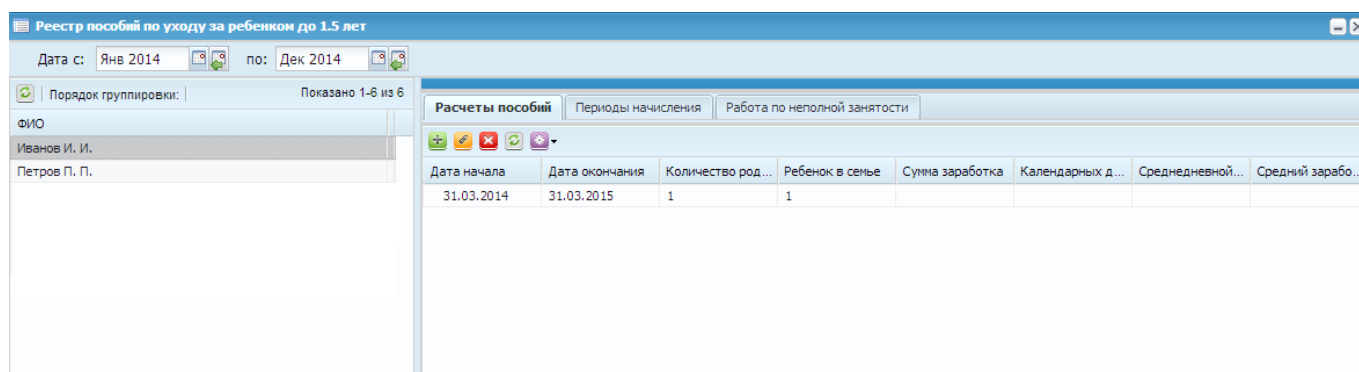 Реестр пособий по уходу за ребенком до 1.5 лет
Дата с: Янв 2014 по: Дек 2014
Порядок группировки: Показано 1-6 из 6
ФИО
Иванов И. И.
Петров П. П.
Расчеты пособий Периоды начисления Работа по неполной занятости
Дата начала Дата окончания Количество род... Ребенок в семье Сумма заработка Календарных д... Среднедневной... Средний зарабо...
31.03.2014 31.03.2015 1 1